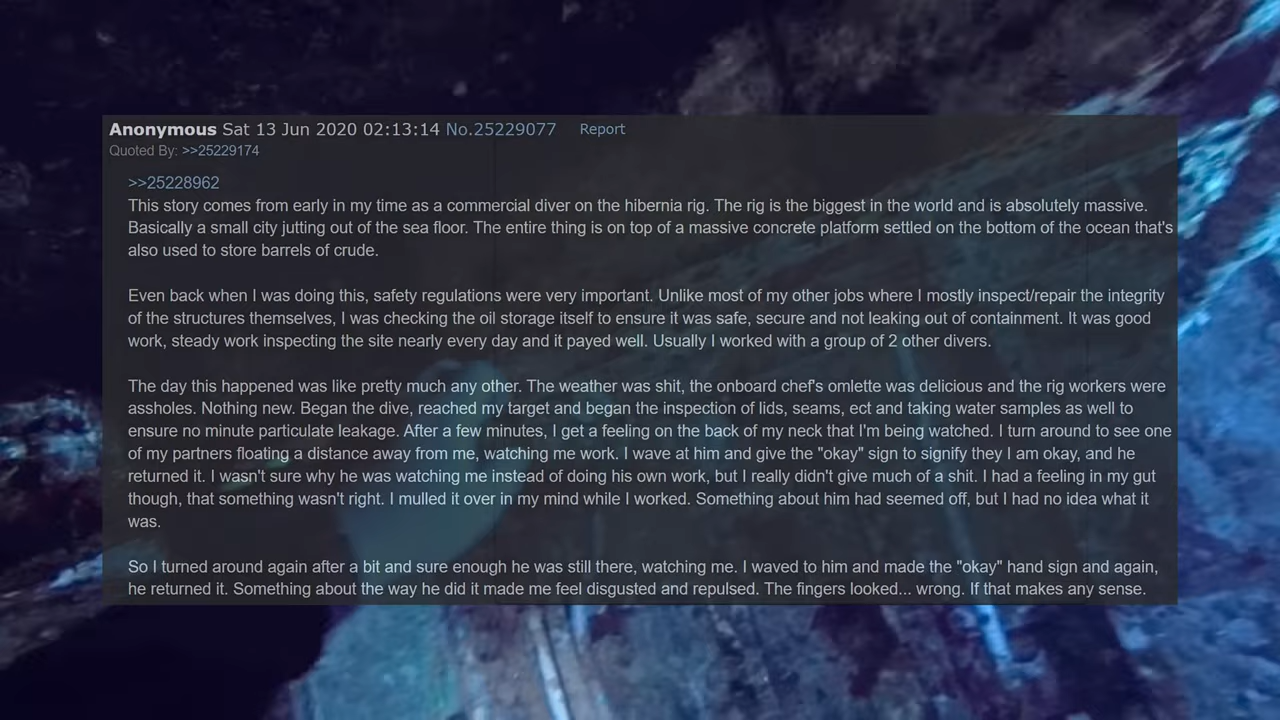 Anonymous Sat 13 Jun 2020 02:13:14 No.25229077 Report
Quoted By: >>25229174
>>25228962
This story comes from early in my time as a commercial diver on the hibernia rig. The rig is the biggest in the world and is absolutely massive.
Basically a small city jutting out of the sea floor. The entire thing is on top of a massive concrete platform settled on the bottom of the ocean that's
also used to store barrels of crude.
Even back when I was doing this, safety regulations were very important. Unlike most of my other jobs where I mostly inspect/repair the integrity
of the structures themselves, I was checking the oil storage itself to ensure it was safe, secure and not leaking out of containment. It was good
work, steady work inspecting the site nearly every day and it payed well. Usually I worked with a group of 2 other divers.
The day this happened was like pretty much any other. The weather was shit, the onboard chef's omlette was delicious and the rig workers were
assholes. Nothing new. Began the dive, reached my target and began the inspection of lids, seams, ect and taking water samples as well to
ensure no minute particulate leakage. After a few minutes, I get a feeling on the back of my neck that I'm being watched. I turn around to see one
of my partners floating a distance away from me, watching me work. I wave at him and give the "okay" sign to signify they I am okay, and he
returned it. I wasn't sure why he was watching me instead of doing his own work, but I really didn't give much of a shit. I had a feeling in my gut
though, that something wasn't right. I mulled it over in my mind while I worked. Something about him had seemed off, but I had no idea what it
was.
So I turned around again after a bit and sure enough he was still there, watching me. I waved to him and made the "okay" hand sign and again,
he returned it. Something about the way he did it made me feel disgusted and repulsed. The fingers looked... wrong. If that makes any sense.